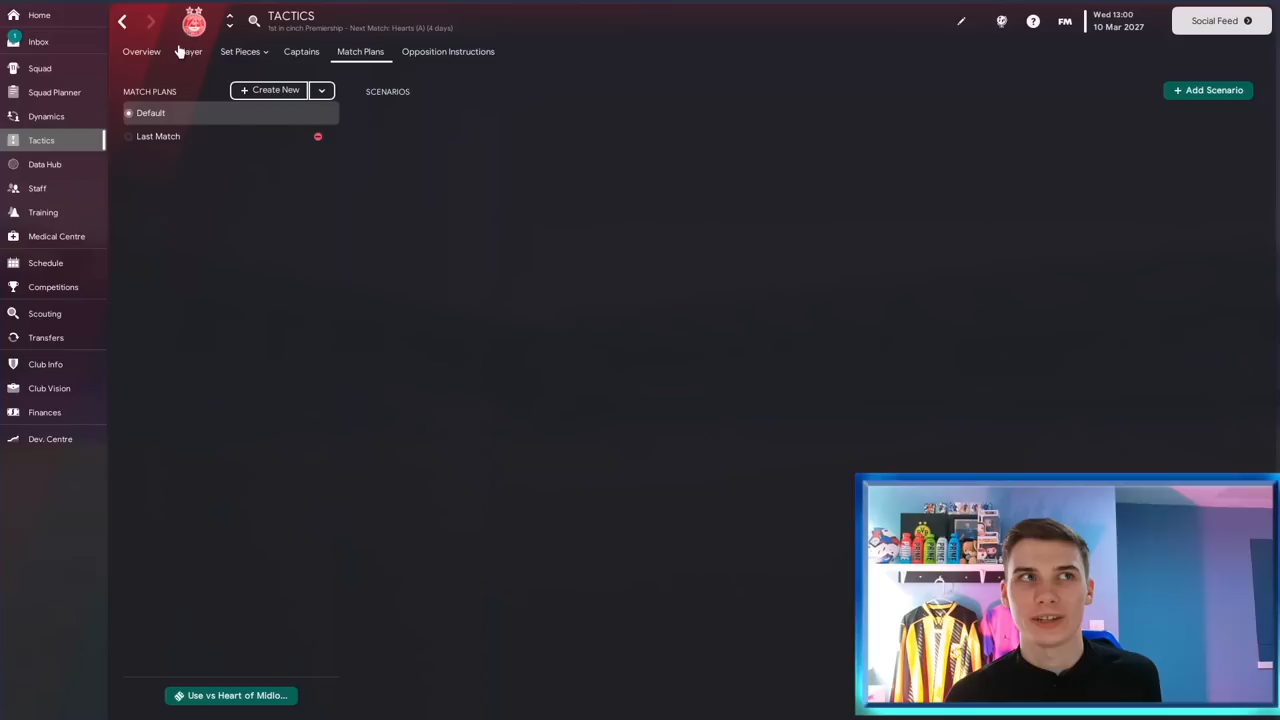 Home
1
Inbox
Squad
Squad Planner
Dynamics
Tactics
Data Hub
Staff
Training
Medical Centre
Schedule
Competitions
Scouting
Transfers
Club Info
Club Vision
Finances
Dev. Centre
TACTICS
1st in cinch Premiership - Next Match: Hearts (A) (4 days)
FM
Wed 13:00
10 Mar 2027
Social Feed
Overview
Set Pieces
Captains
Match Plans
Opposition Instructions
MATCH PLANS
+ Create New
SCENARIOS
+ Add Scenario
Default
Last Match
Use vs Heart of Midlo...